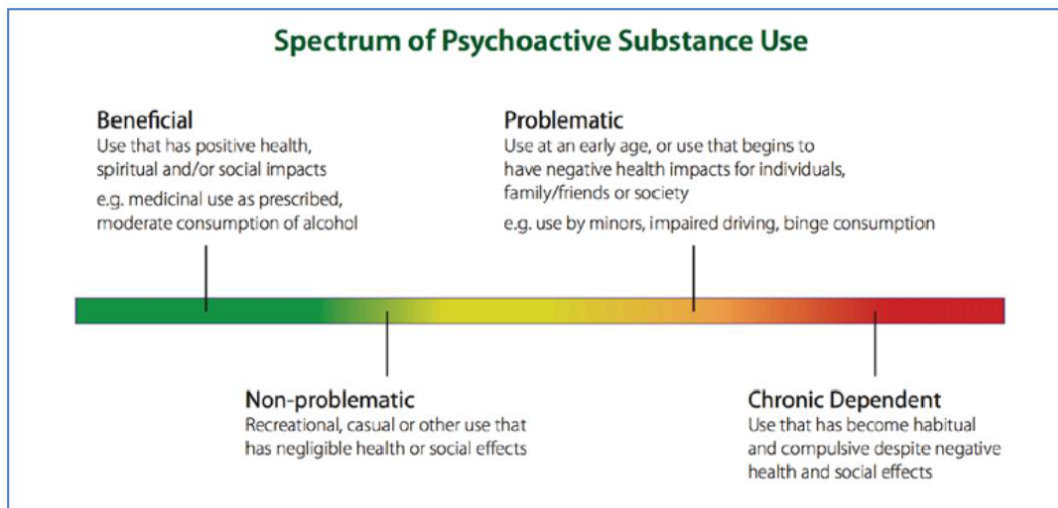 Spectrum of Psychoactive Substance Use
Beneficial
Use that has positive health,
spiritual and/or social impacts
e.g. medicinal use as prescribed,
moderate consumption of alcohol
Problematic
Use at an early age, or use that begins to
have negative health impacts for individuals,
family/friends or society
e.g. use by minors, impaired driving, binge consumption
Non-problematic
Recreational, casual or other use that
has negligible health or social effects
Chronic Dependent
Use that has become habitual
and compulsive despite negative
health and social effects